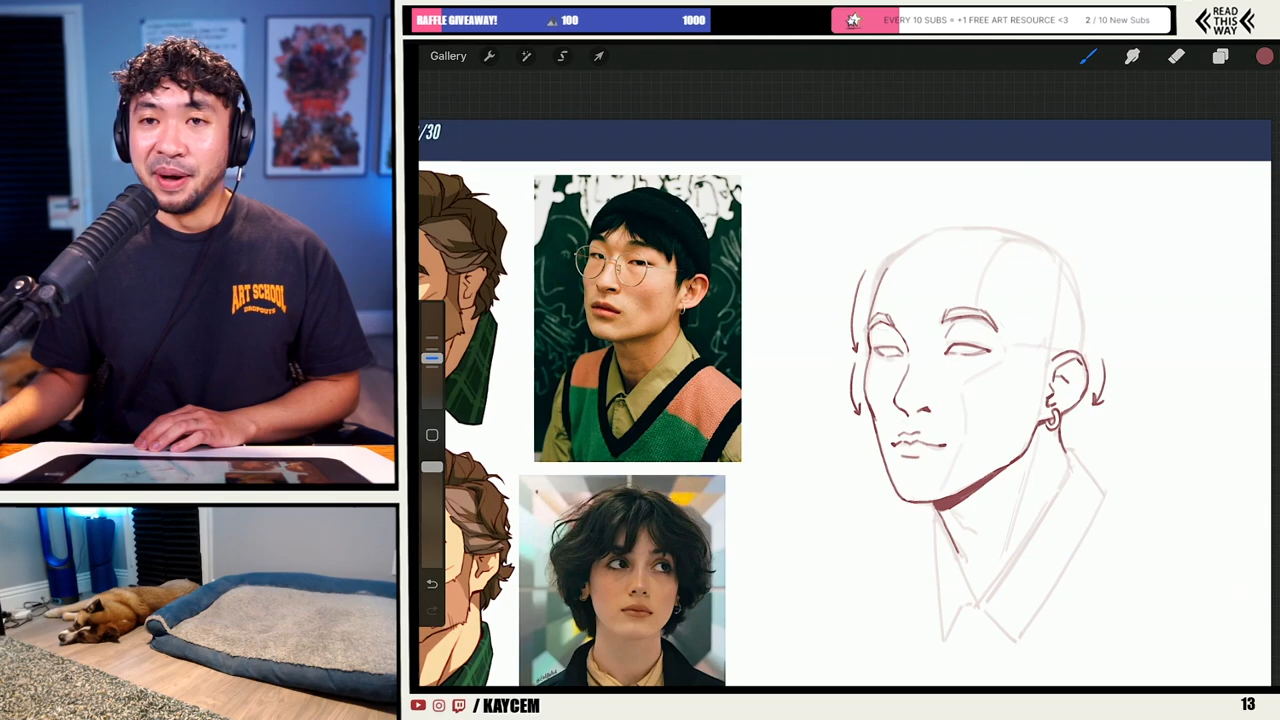 RAFFLE GIVEAWAY!
100
1000
EVERY 10 SUBS = +1 FREE ART RESOURCE <3
2 / 10 New Subs
READ
THIS
WAY
Gallery
/30
ART SCHOOL
DROPOUTS
/ KAYCEM
13